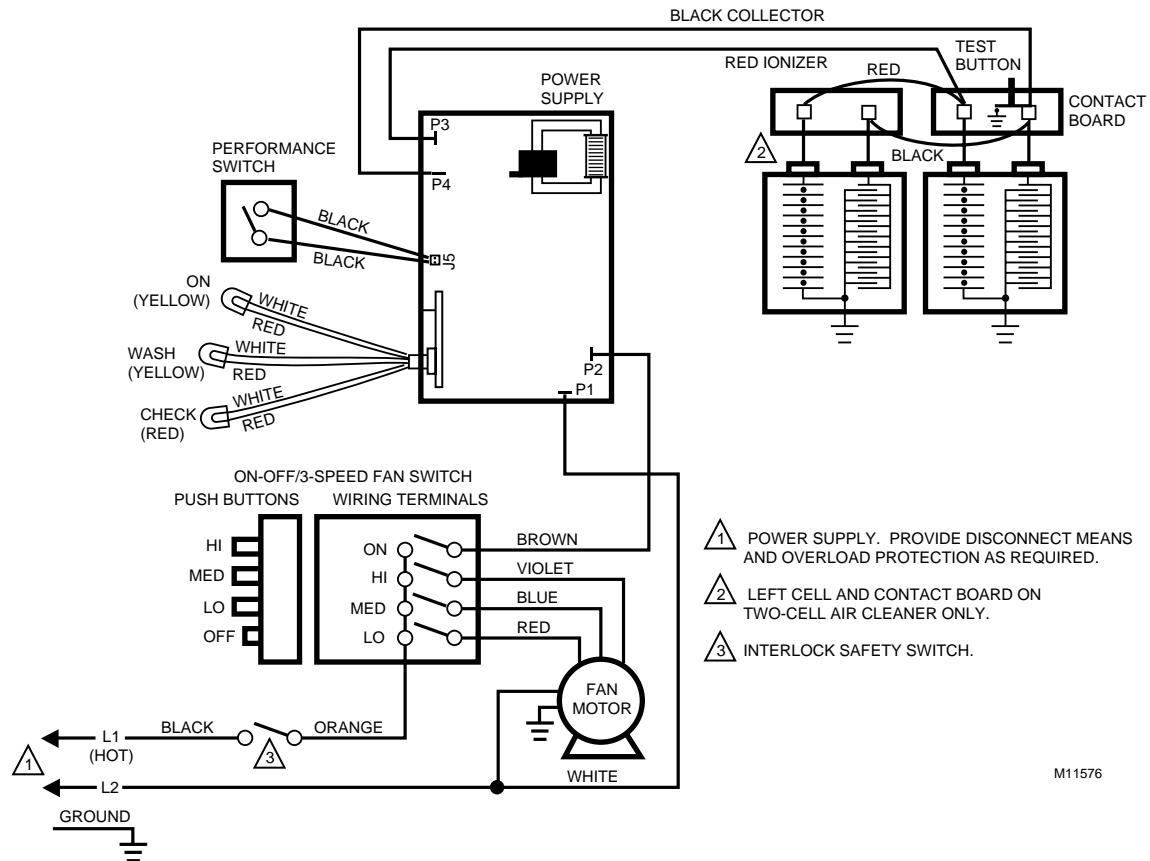 BLACK COLLECTOR
RED IONIZER
RED
TEST
BUTTON
CONTACT
BOARD
POWER
SUPPLY
P3
P4
2
BLACK
PERFORMANCE
SWITCH
BLACK
BLACK
J5
ON
(YELLOW)
WHITE
RED
WASH
(YELLOW)
WHITE
RED
CHECK
(RED)
WHITE
RED
P2
P1
ON-OFF/3-SPEED FAN SWITCH
PUSH BUTTONS
WIRING TERMINALS
HI
MED
LO
OFF
ON
HI
MED
LO
BROWN
VIOLET
BLUE
RED
FAN
MOTOR
1 POWER SUPPLY. PROVIDE DISCONNECT MEANS
AND OVERLOAD PROTECTION AS REQUIRED.
2 LEFT CELL AND CONTACT BOARD ON
TWO-CELL AIR CLEANER ONLY.
3 INTERLOCK SAFETY SWITCH.
1
L1
(HOT)
BLACK
3
ORANGE
L2
WHITE
GROUND
M11576